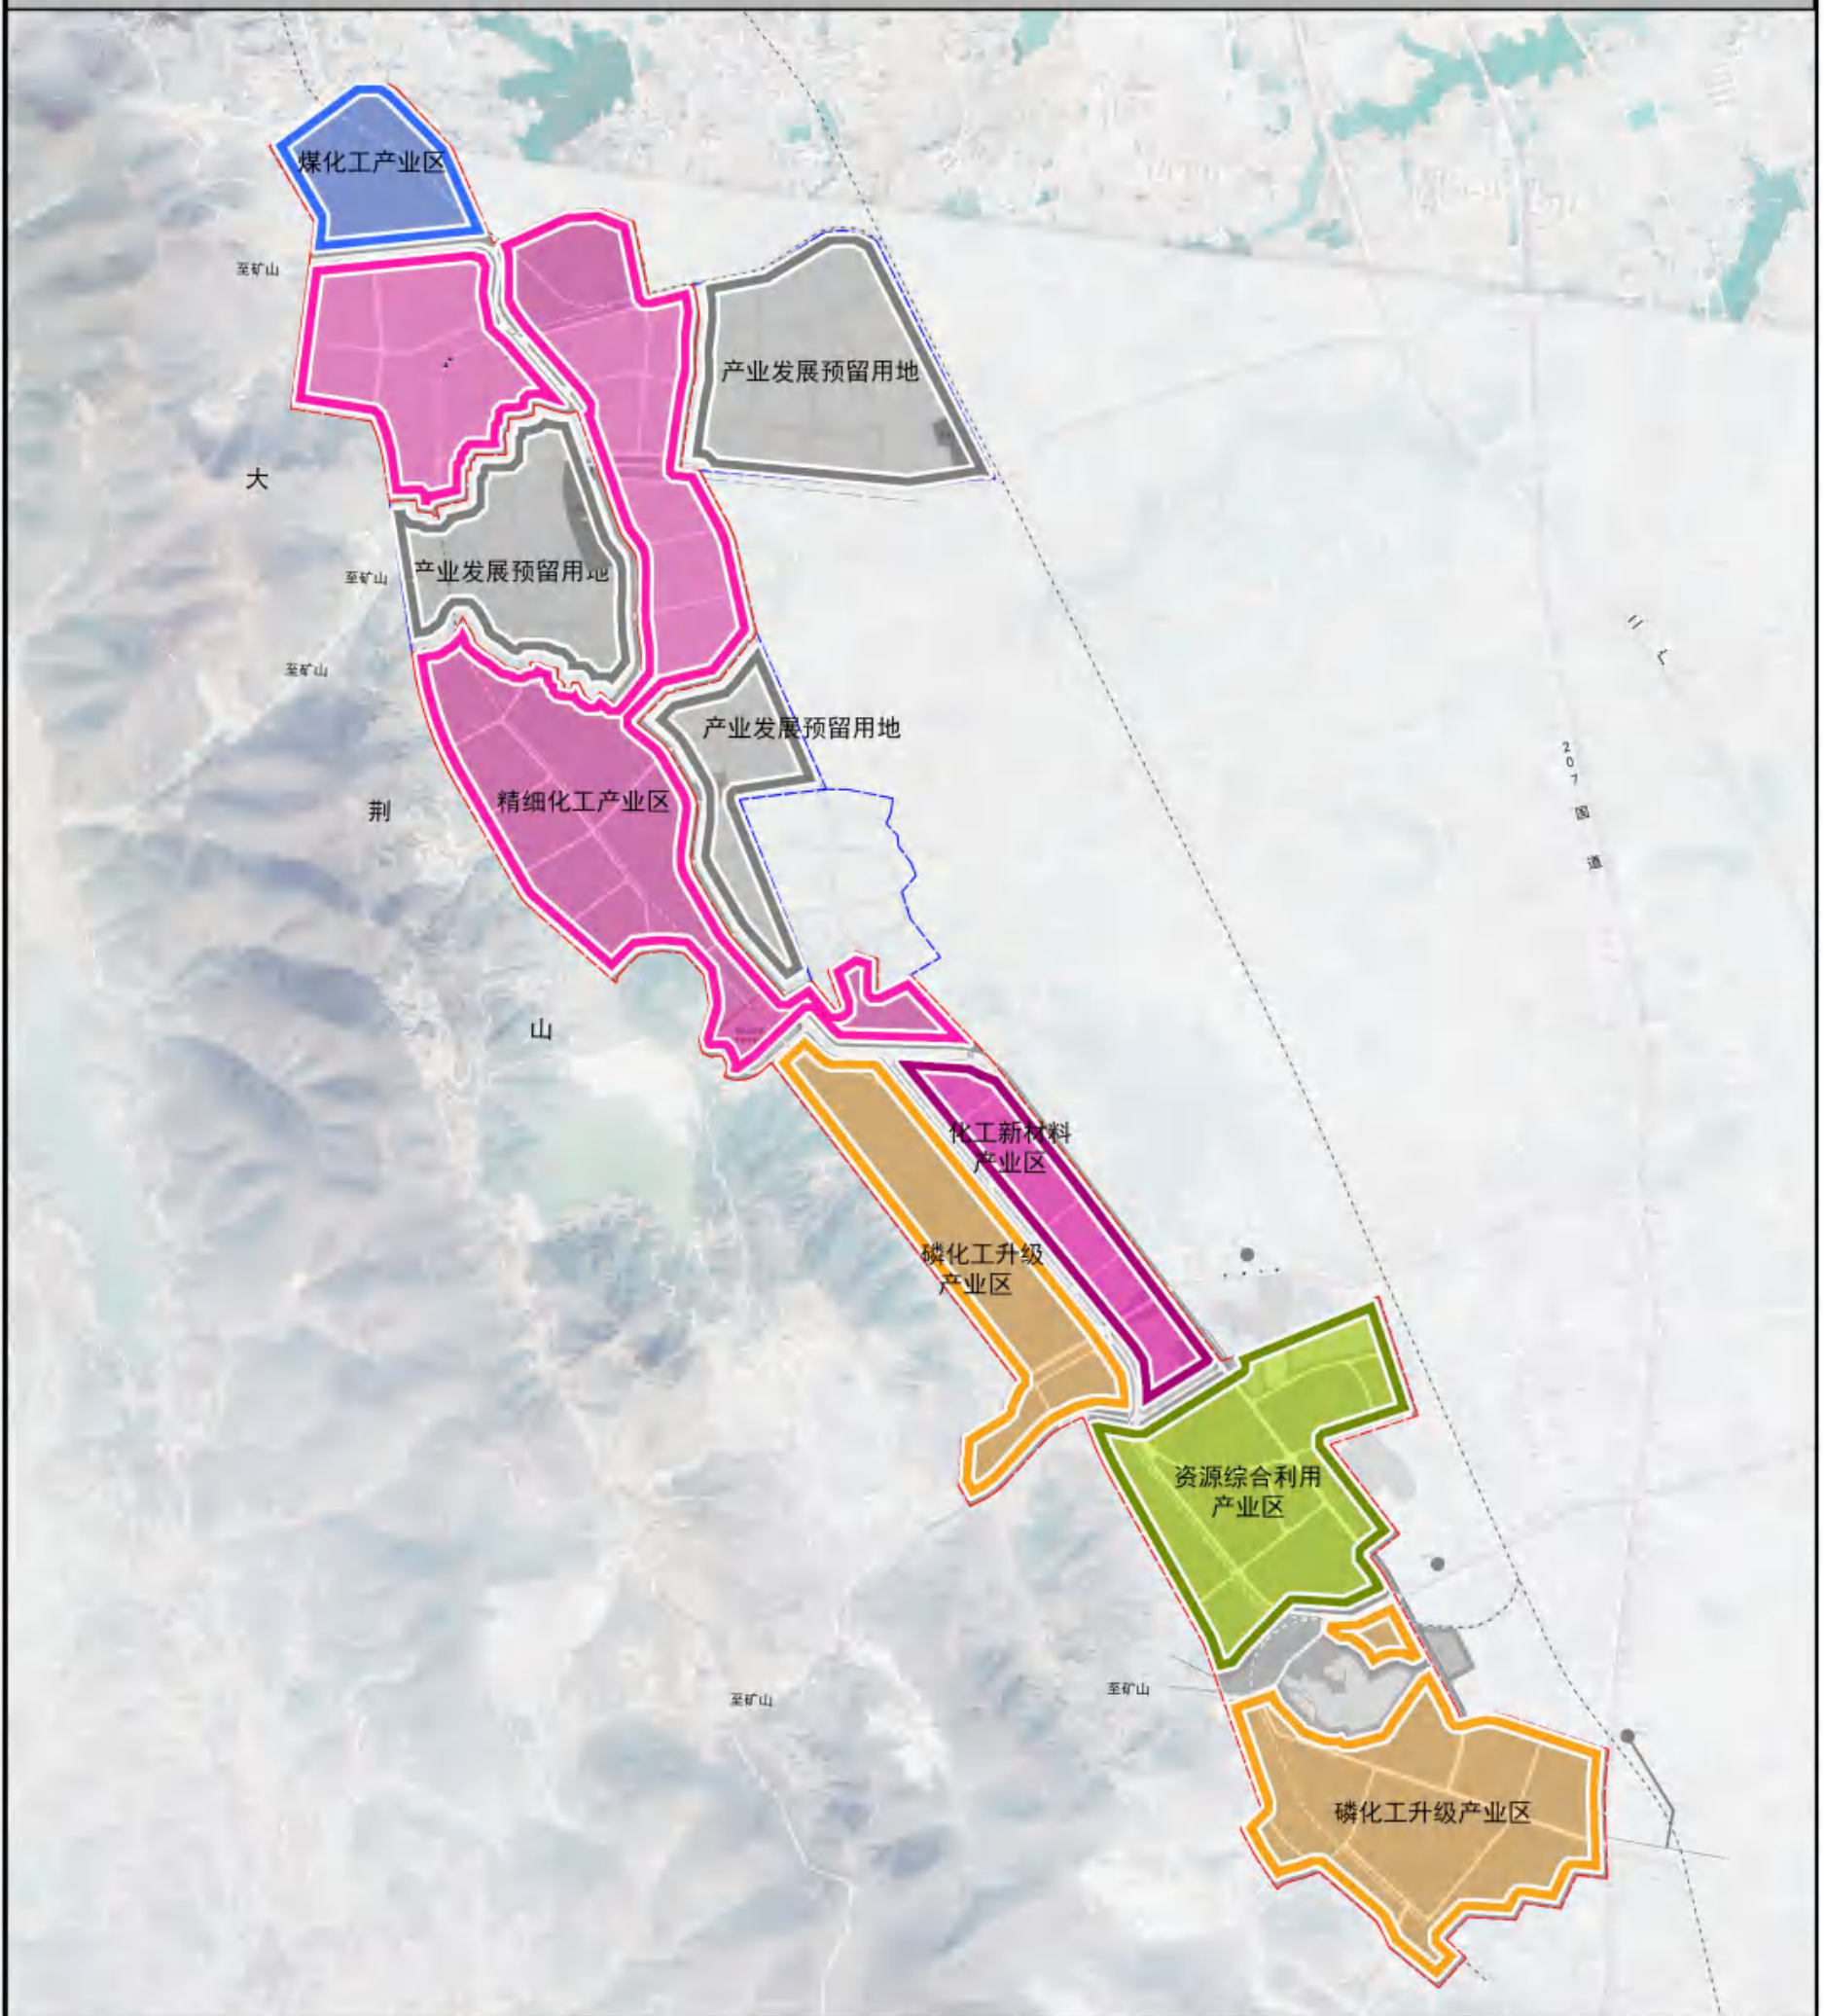 煤化工产业区
至矿山
产业发展预留用地
大
产业发展预留用地
至矿山
至矿山
产业发展预留用地
207国道
精细化工产业区
荆
山
化工新材料
产业区
磷化工升级
产业区
资源综合利用
产业区
至矿山
至矿山
磷化工升级产业区